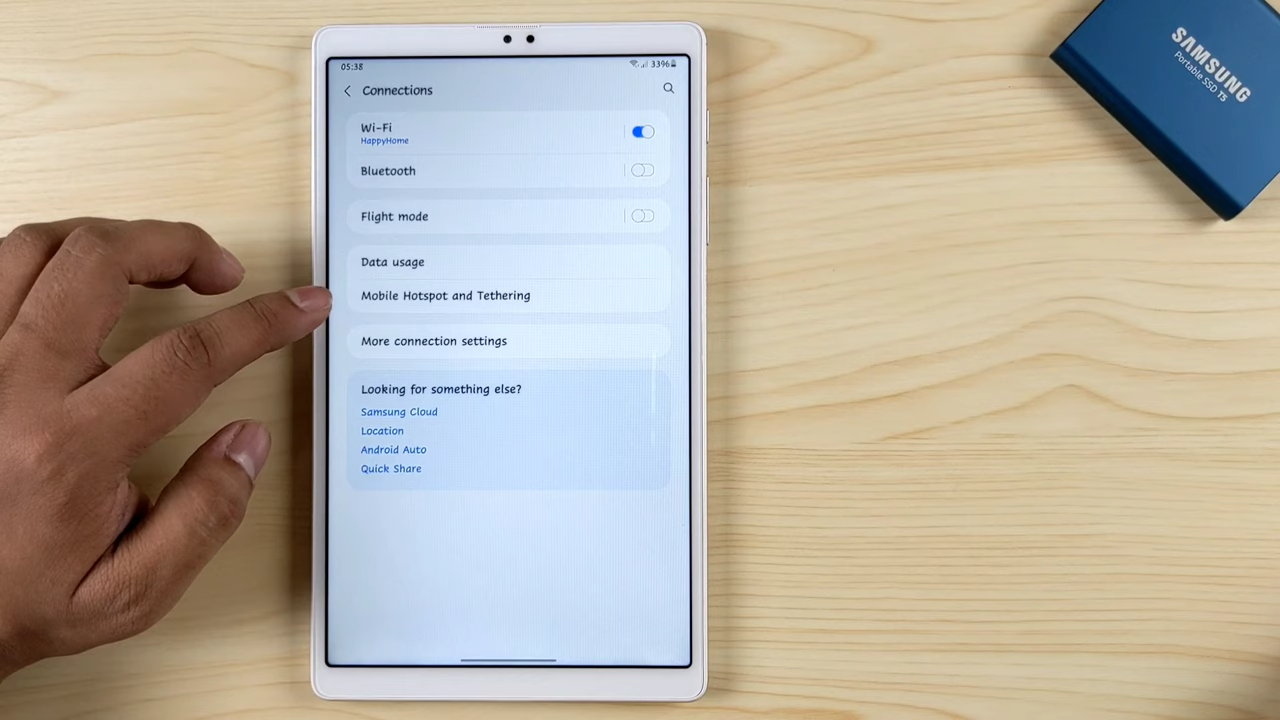 05:38
33%
Connections
Wi-Fi
HappyHome
Bluetooth
Flight mode
Data usage
Mobile Hotspot and Tethering
More connection settings
Looking for something else?
Samsung Cloud
Location
Android Auto
Quick Share
SAMSUNG
Portable SSD T5